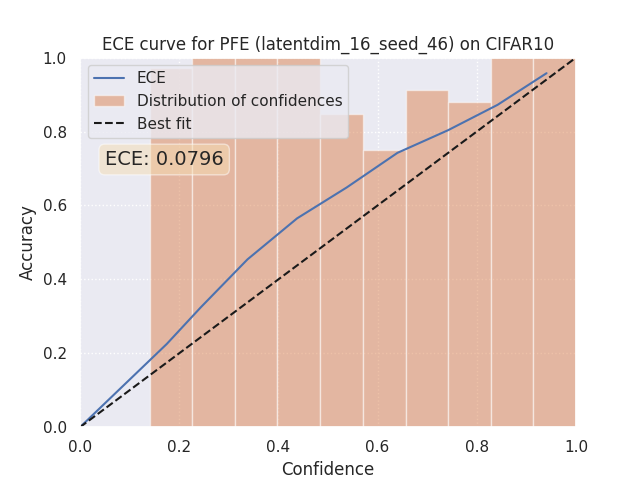 ECE curve for PFE (latentdim_16_seed_46) on CIFAR10
1.0
0.8
0.6
0.4
0.2
0.0
Accuracy
ECE
Distribution of confidences
Best fit
ECE: 0.0796
0.0 0.2 0.4 0.6 0.8 1.0
Confidence